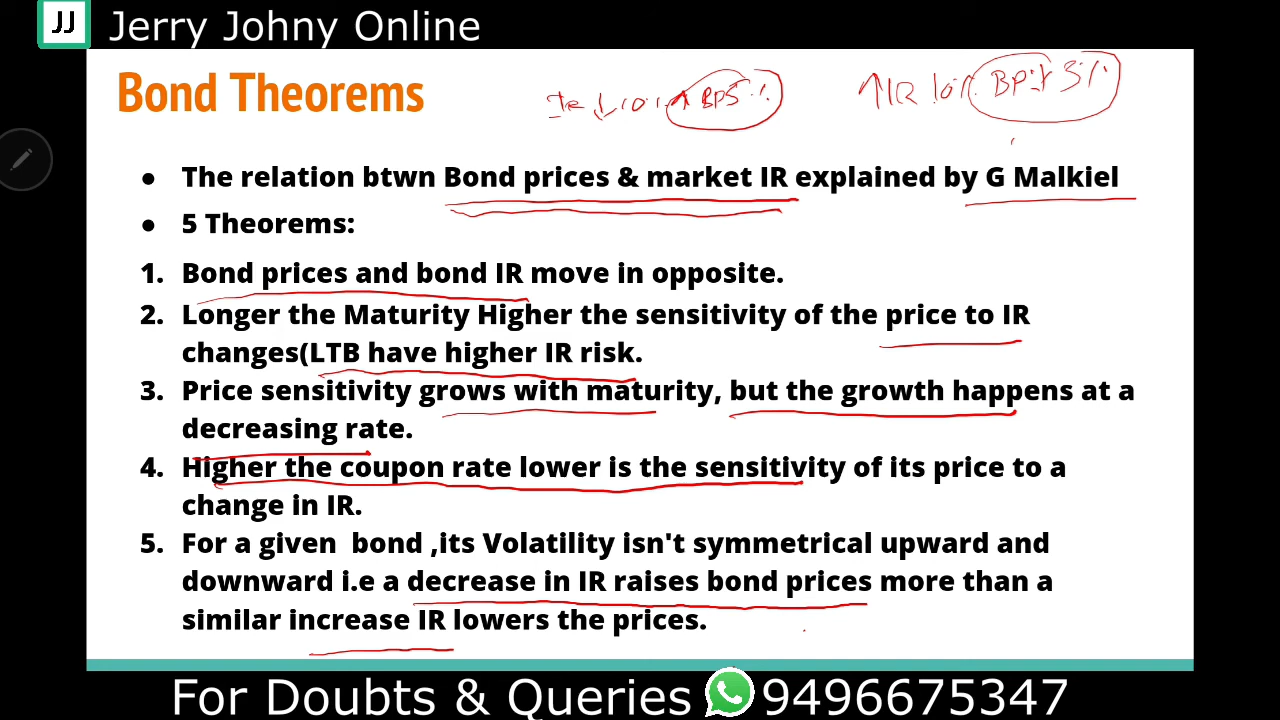 JJ Jerry Johny Online
Bond Theorems
BP5 %
↑IR 10% BP↓ 3%
The relation btwn Bond prices & market IR explained by G Malkiel
5 Theorems:
1. Bond prices and bond IR move in opposite.
2. Longer the Maturity Higher the sensitivity of the price to IR
changes(LTB have higher IR risk.
3. Price sensitivity grows with maturity, but the growth happens at a
decreasing rate.
4. Higher the coupon rate lower is the sensitivity of its price to a
change in IR.
5. For a given bond ,its Volatility isn't symmetrical upward and
downward i.e a decrease in IR raises bond prices more than a
similar increase IR lowers the prices.
For Doubts & Queries 9496675347